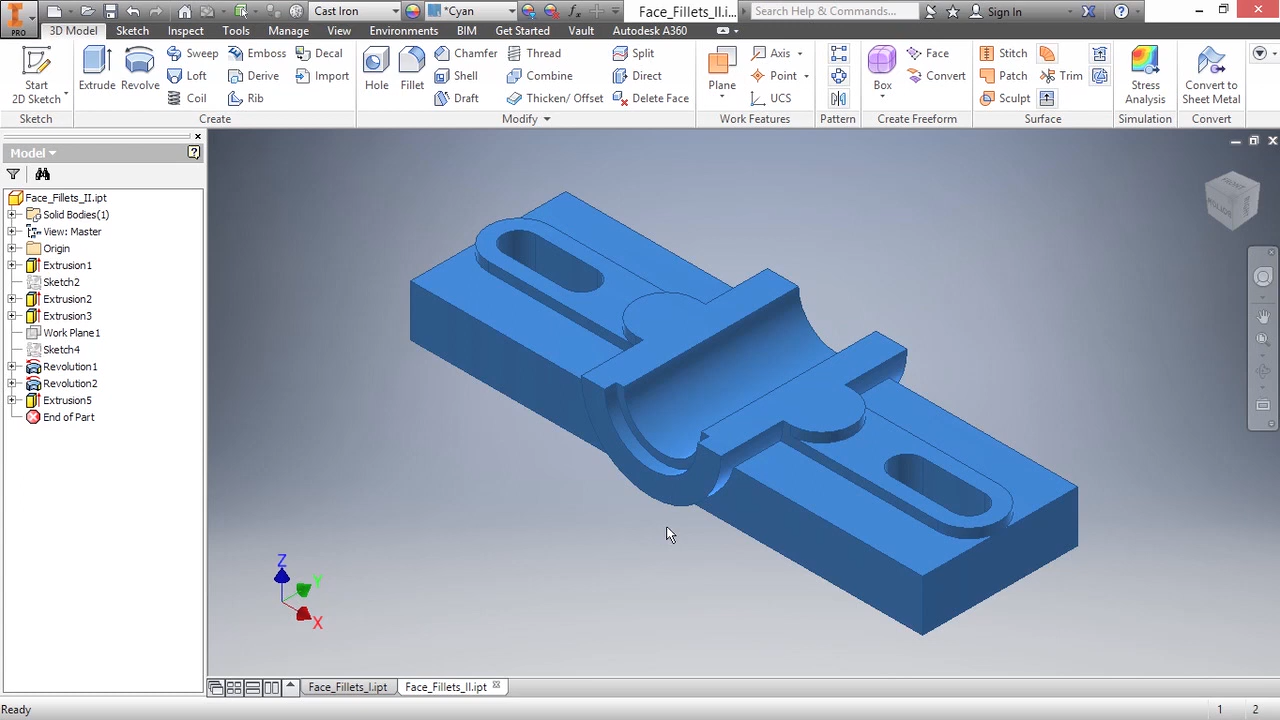 Cast Iron
*Cyan
Face_Fillets_II.i...
Search Help & Commands...
Sign In
PRO
3D Model
Sketch
Inspect
Tools
Manage
View
Environments
BIM
Get Started
Vault
Autodesk A360
Start
2D Sketch
Extrude
Revolve
Sweep
Emboss
Decal
Loft
Derive
Import
Coil
Rib
Hole
Fillet
Chamfer
Thread
Split
Shell
Combine
Direct
Draft
Thicken/ Offset
Delete Face
Plane
Axis
Point
UCS
Box
Face
Convert
Stitch
Patch
Trim
Sculpt
Stress
Analysis
Convert to
Sheet Metal
Sketch
Create
Modify
Work Features
Pattern
Create Freeform
Surface
Simulation
Convert
Model
Face_Fillets_II.ipt
Solid Bodies(1)
View: Master
Origin
Extrusion1
Sketch2
Extrusion2
Extrusion3
Work Plane1
Sketch4
Revolution1
Revolution2
Extrusion5
End of Part
FRONT
Z
Y
X
Face_Fillets_I.ipt
Face_Fillets_II.ipt
Ready
1
2